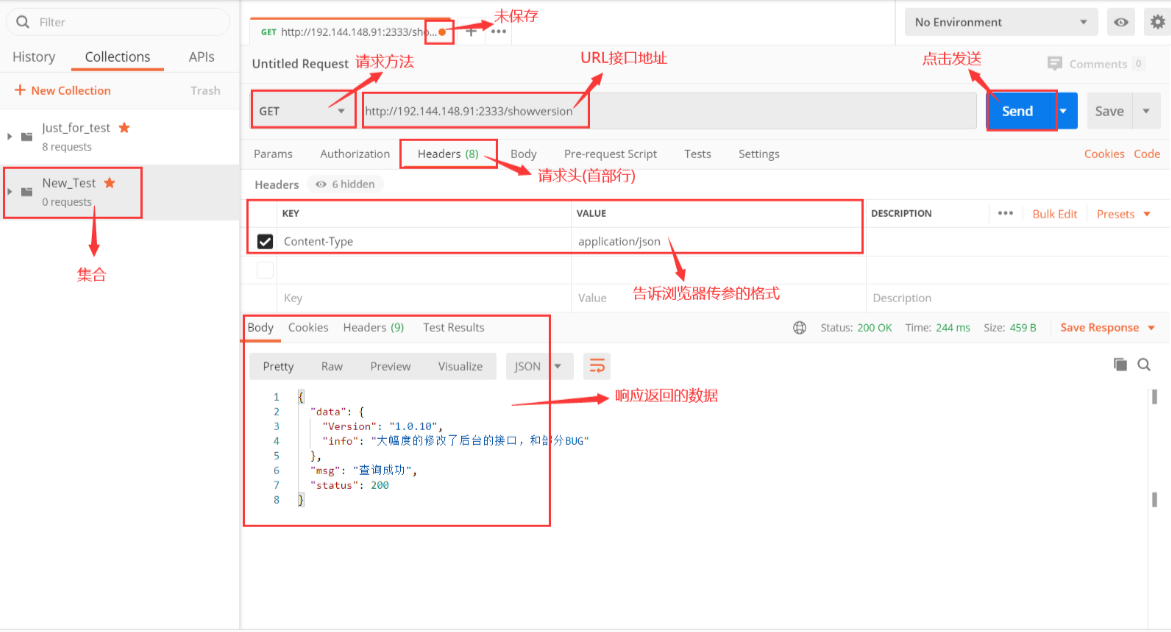 Filter
History Collections APIs
+ New Collection Trash
Just_for_test
8 requests
New_Test
0 requests
集合
GET http://192.144.148.91:2333/sho... + •••
未保存
No Environment
Untitled Request
请求方法
URL接口地址
点击发送
Comments 0
GET http://192.144.148.91:2333/showversion Send Save
Params Authorization Headers (8) Body Pre-request Script Tests Settings Cookies Code
请求头(首部行)
Headers 6 hidden
KEY VALUE DESCRIPTION ••• Bulk Edit Presets
Content-Type application/json
告诉浏览器传参的格式
Key Value Description
Body Cookies Headers (9) Test Results Status: 200 OK Time: 244 ms Size: 459 B Save Response
Pretty Raw Preview Visualize JSON
响应返回的数据
1 {
2 "data": {
3 "Version": "1.0.10",
4 "info": "大幅度的修改了后台的接口，和部分BUG"
5 },
6 "msg": "查询成功",
7 "status": 200
8 }